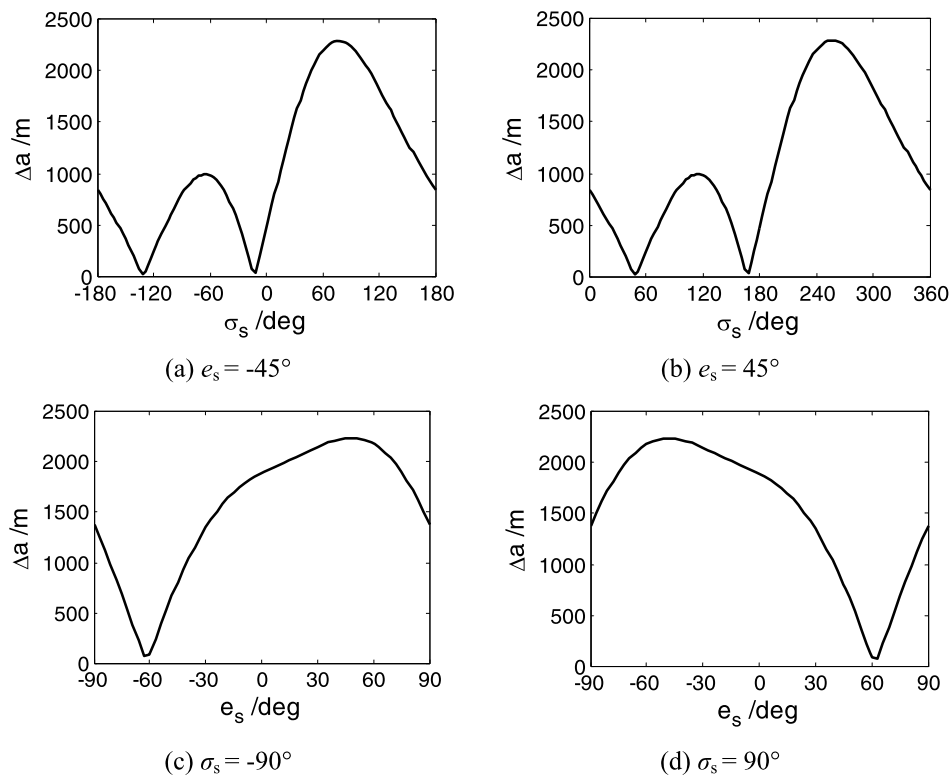 2500
2000
1500
1000
500
0
Δa /m
-180 -120 -60 0 60 120 180
σs /deg
(a) es = -45°
2500
2000
1500
1000
500
0
Δa /m
0 60 120 180 240 300 360
σs /deg
(b) es = 45°
2500
2000
1500
1000
500
0
Δa /m
-90 -60 -30 0 30 60 90
es /deg
(c) σs = -90°
2500
2000
1500
1000
500
0
Δa /m
-90 -60 -30 0 30 60 90
es /deg
(d) σs = 90°